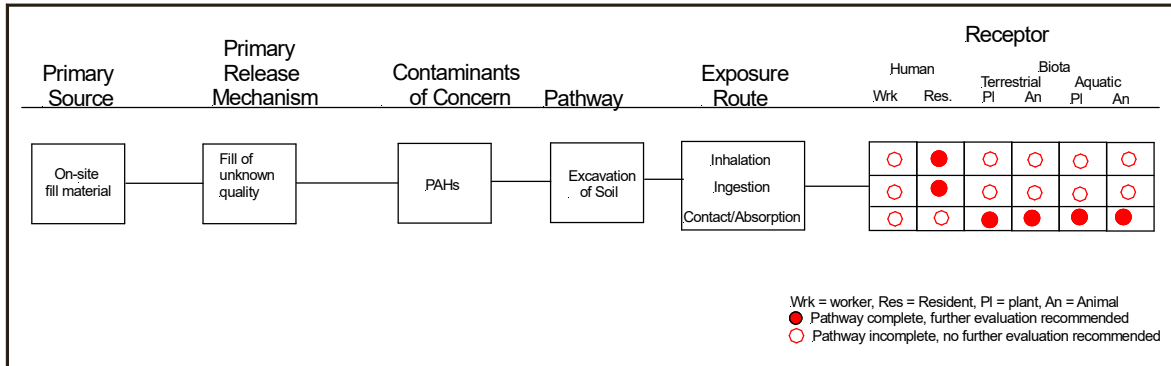 Receptor
Primary
Release
Mechanism
Primary
Source
Contaminants
of Concern
Pathway
Exposure
Route
Human
Biota
Terrestrial
Aquatic
Wrk
Res.
Pl
An
Pl
An
On-site
fill material
Fill of
unknown
quality
PAHs
Excavation
of Soil
Inhalation
Ingestion
Contact/Absorption
Wrk = worker, Res = Resident, Pl = plant, An = Animal
Pathway complete, further evaluation recommended
Pathway incomplete, no further evaluation recommended